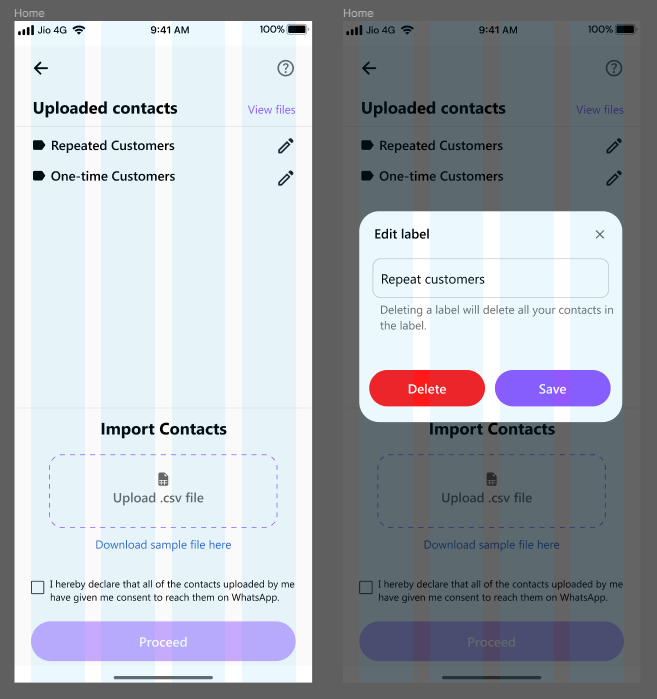 Home
Jio 4G 9:41 AM 100%
Uploaded contacts View files
Repeated Customers
One-time Customers
Import Contacts
Upload .csv file
Download sample file here
I hereby declare that all of the contacts uploaded by me
have given me consent to reach them on WhatsApp.
Proceed
Home
Jio 4G 9:41 AM 100%
Uploaded contacts View files
Repeated Customers
One-time Customers
Edit label
Repeat customers
Deleting a label will delete all your contacts in
the label.
Delete Save
Import Contacts
Upload .csv file
Download sample file here
I hereby declare that all of the contacts uploaded by me
have given me consent to reach them on WhatsApp.
Proceed